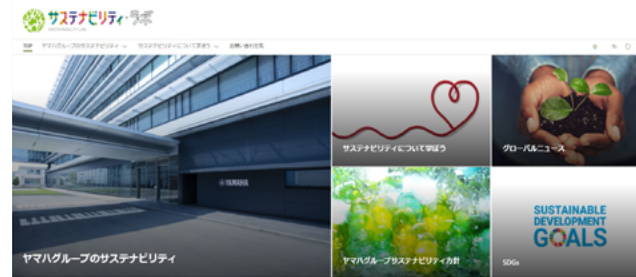 サステナビリティ・ラボ
SUSTAINABILITY LAB
TOP ヤマハグループのサステナビリティ サステナビリティについて学ぼう お問い合わせ先
YAMAHA
ヤマハグループのサステナビリティ
サステナビリティについて学ぼう
グローバルニュース
ヤマハグループサステナビリティ方針
SUSTAINABLE
DEVELOPMENT
GOALS
SDGs